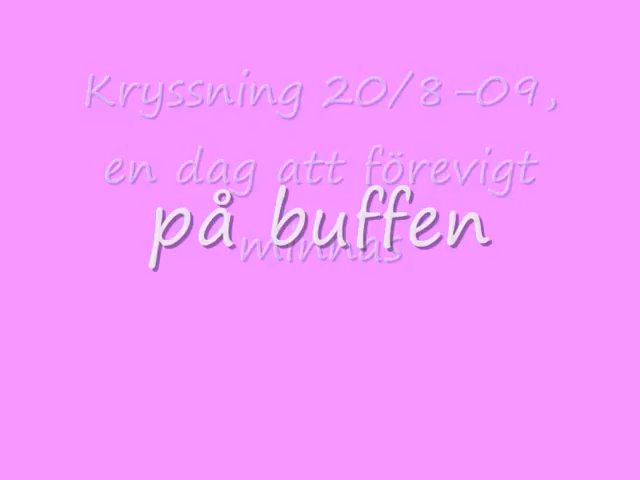 Kryssning 20/8-09,
en dag att förevigt
på buffen
minnas